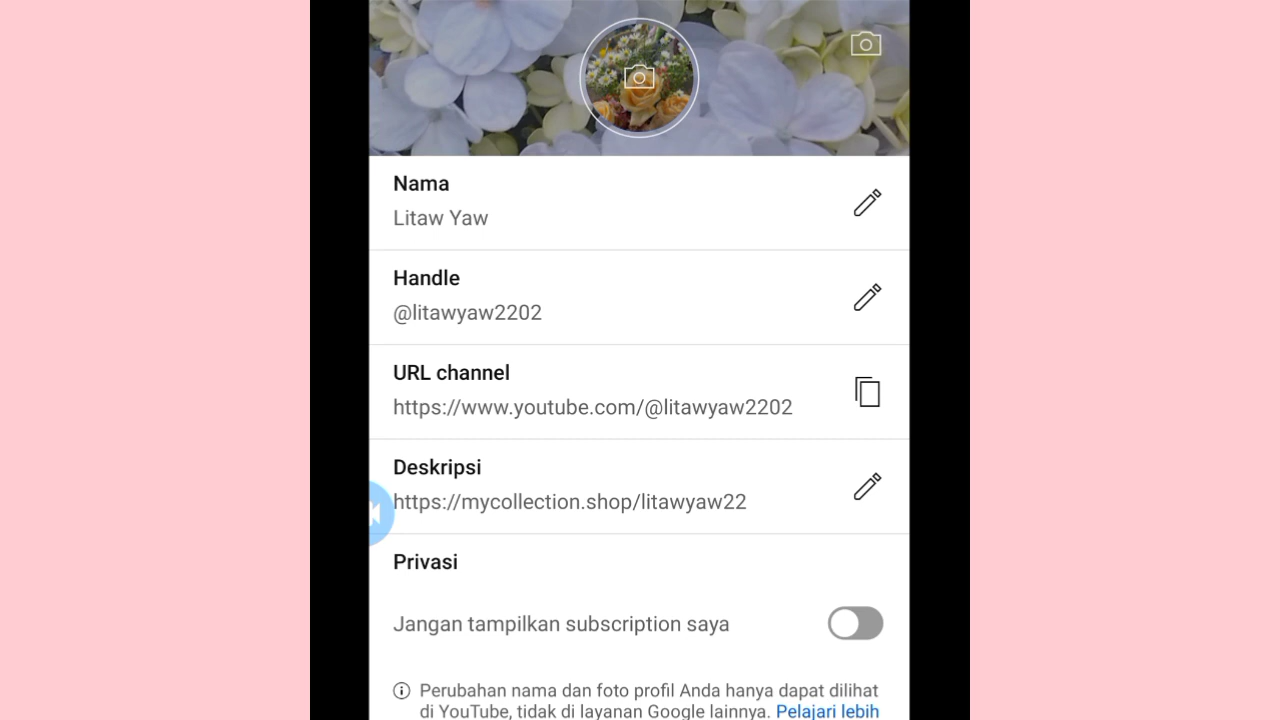 Nama
Litaw Yaw
Handle
@litawyaw2202
URL channel
https://www.youtube.com/@litawyaw2202
Deskripsi
https://mycollection.shop/litawyaw22
Privasi
Jangan tampilkan subscription saya
Perubahan nama dan foto profil Anda hanya dapat dilihat
di YouTube, tidak di layanan Google lainnya. Pelajari lebih